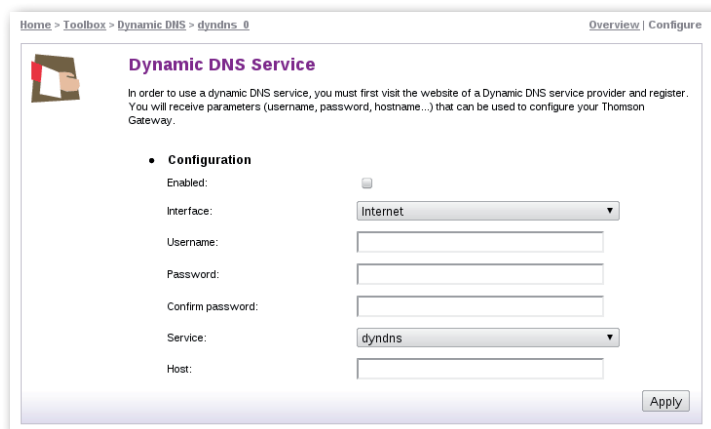 Home > Toolbox > Dynamic DNS > dyndns_0
Overview | Configure
Dynamic DNS Service
In order to use a dynamic DNS service, you must first visit the website of a Dynamic DNS service provider and register.
You will receive parameters (username, password, hostname...) that can be used to configure your Thomson
Gateway.
Configuration
Enabled:
Interface: Internet
Username:
Password:
Confirm password:
Service: dyndns
Host:
Apply